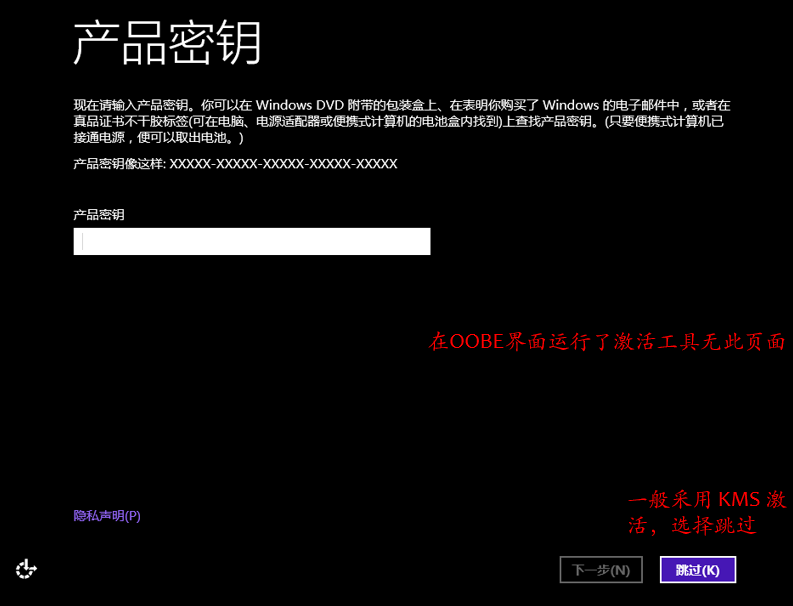 产品密钥
现在请输入产品密钥。你可以在 Windows DVD 附带的包装盒上、在表明你购买了 Windows 的电子邮件中，或者在
真品证书不干胶标签(可在电脑、电源适配器或便携式计算机的电池盒内找到)上查找产品密钥。(只要便携式计算机已
接通电源，便可以取出电池。)
产品密钥像这样: XXXXX-XXXXX-XXXXX-XXXXX-XXXXX
产品密钥
在OOBE界面运行了激活工具无此页面
一般采用 KMS 激
活，选择跳过
隐私声明(P)
下一步(N)
跳过(K)